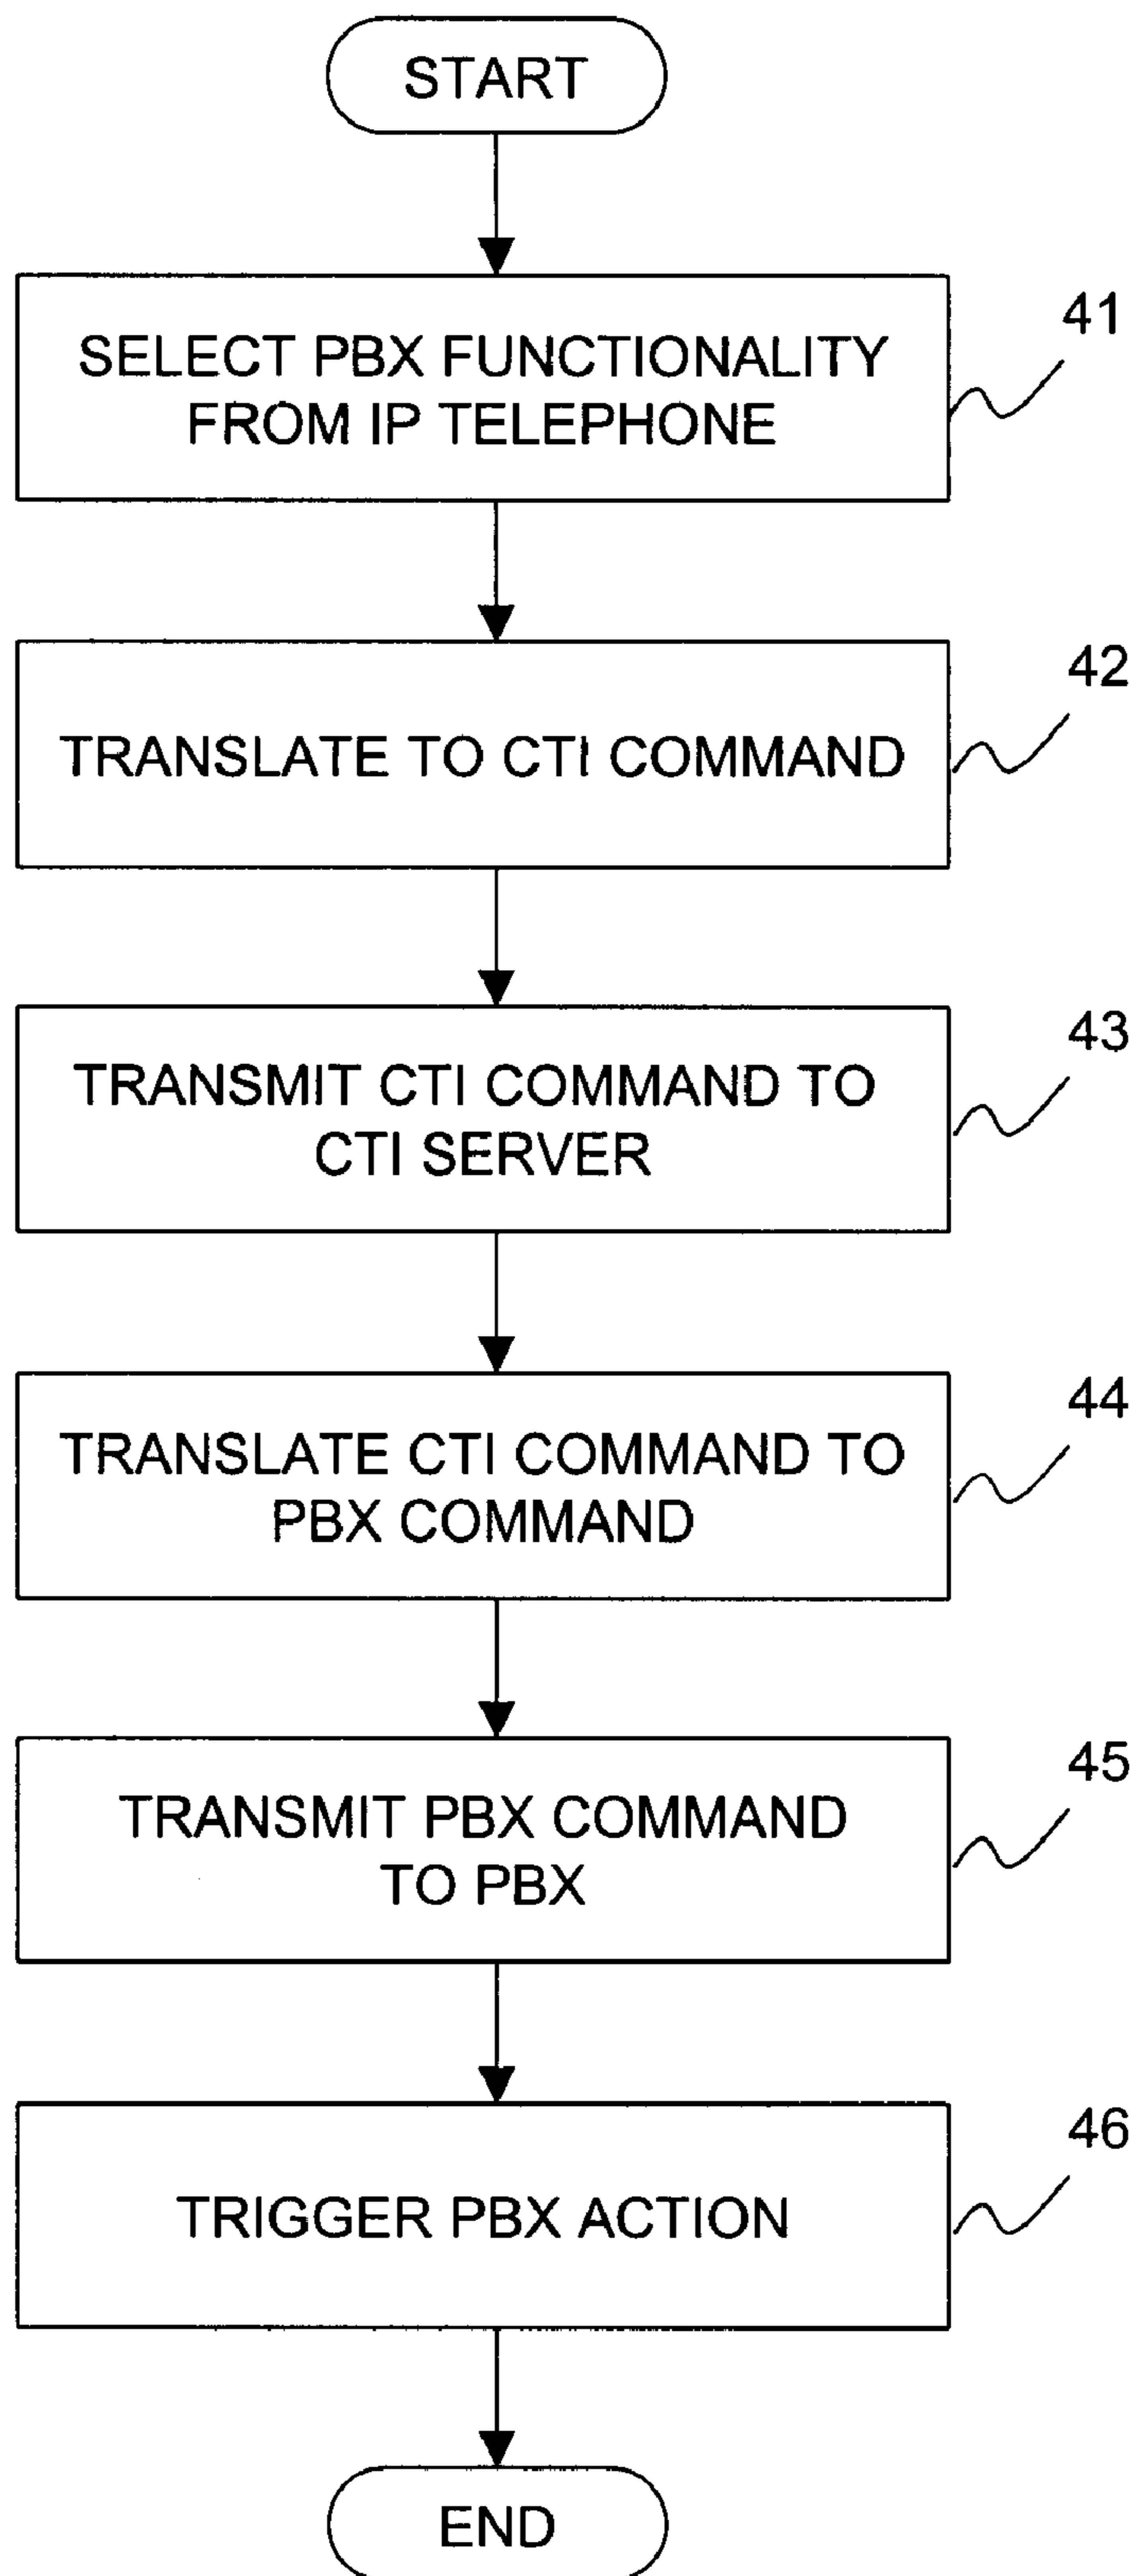 START
SELECT PBX FUNCTIONALITY
FROM IP TELEPHONE
41
TRANSLATE TO CTI COMMAND
42
TRANSMIT CTI COMMAND TO
CTI SERVER
43
TRANSLATE CTI COMMAND TO
PBX COMMAND
44
TRANSMIT PBX COMMAND
TO PBX
45
TRIGGER PBX ACTION
46
END